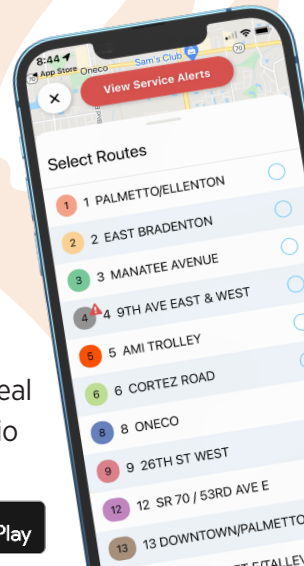 8:44
App Store
Oneco
Sam's Club
70
70
View Service Alerts
Select Routes
1 1 PALMETTO/ELLENTON
2 2 EAST BRADENTON
3 3 MANATEE AVENUE
4 4 9TH AVE EAST & WEST
5 5 AMI TROLLEY
6 6 CORTEZ ROAD
8 8 ONECO
9 9 26TH ST WEST
12 12 SR 70 / 53RD AVE E
13 13 DOWNTOWN/PALMETTO
eal
io
Play